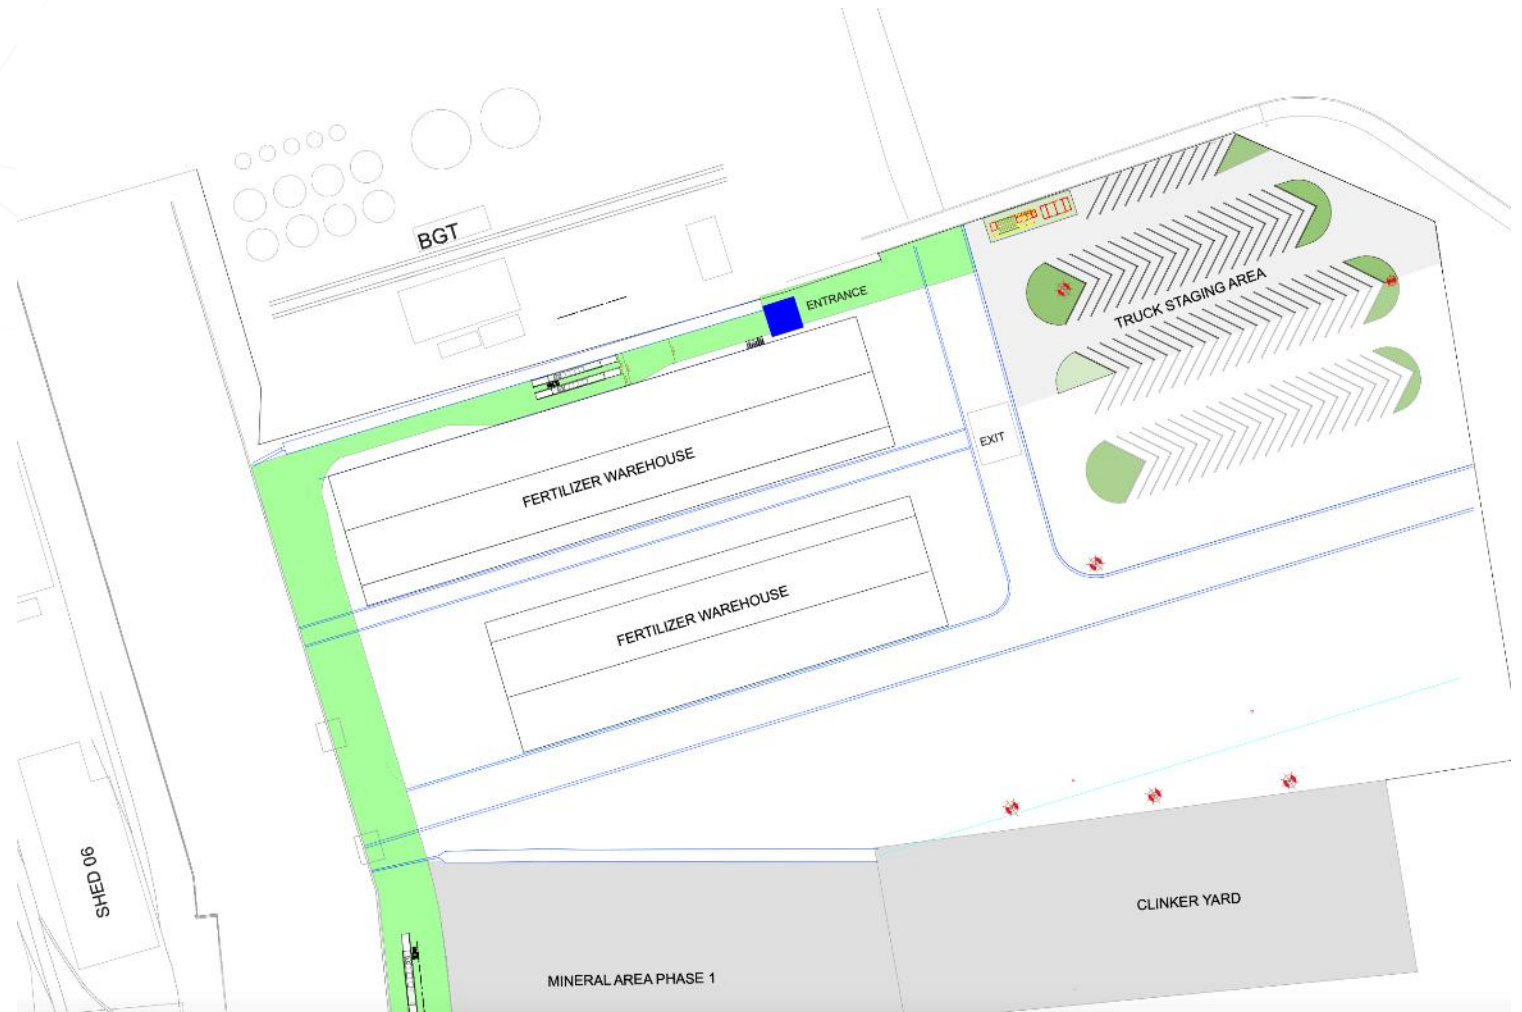 BGT
ENTRANCE
TRUCK STAGING AREA
EXIT
FERTILIZER WAREHOUSE
FERTILIZER WAREHOUSE
SHED 06
CLINKER YARD
MINERAL AREA PHASE 1